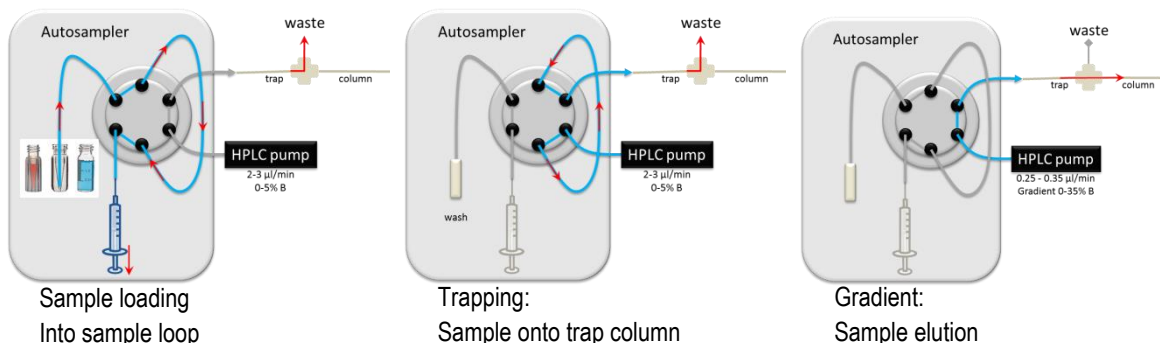 Autosampler
waste
trap
column
HPLC pump
2-3 µl/min
0-5% B
Sample loading
Into sample loop
Autosampler
waste
trap
column
HPLC pump
2-3 µl/min
0-5% B
wash
Trapping:
Sample onto trap column
Autosampler
waste
trap
column
HPLC pump
0.25 - 0.35 µl/min
Gradient 0-35% B
Gradient:
Sample elution